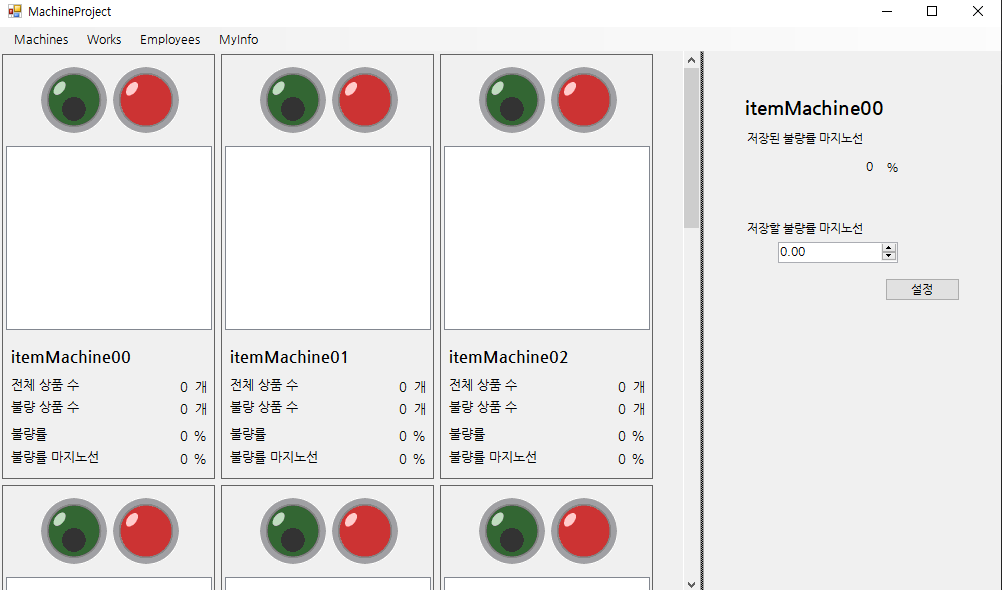 MachineProject
Machines Works Employees MyInfo
itemMachine00
전체 상품 수 0 개
불량 상품 수 0 개
불량률 0 %
불량률 마지노선 0 %
itemMachine01
전체 상품 수 0 개
불량 상품 수 0 개
불량률 0 %
불량률 마지노선 0 %
itemMachine02
전체 상품 수 0 개
불량 상품 수 0 개
불량률 0 %
불량률 마지노선 0 %
itemMachine00
저장된 불량률 마지노선
0 %
저장할 불량률 마지노선
0.00
설정